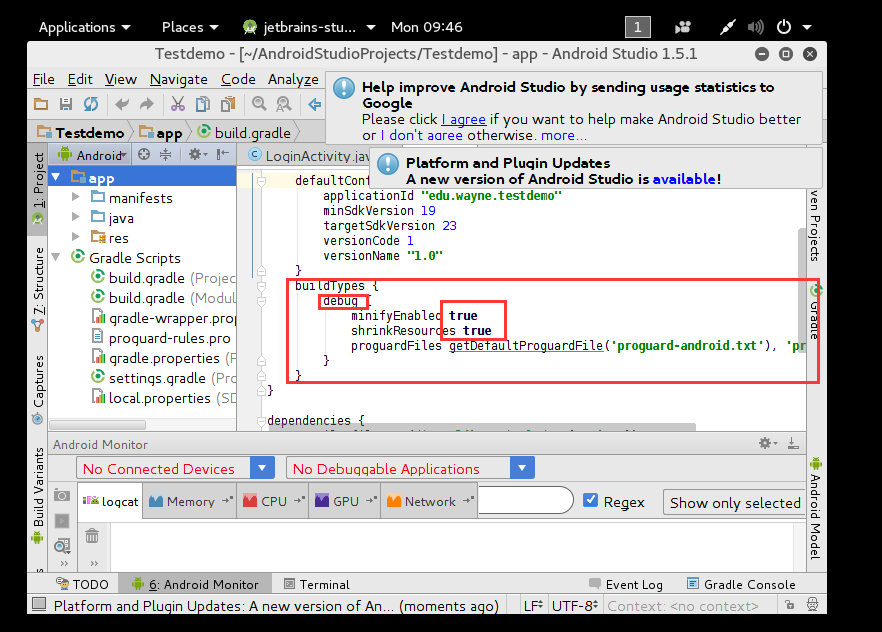 Applications Places jetbrains-stu... Mon 09:46 1
Testdemo - [~/AndroidStudioProjects/Testdemo] - app - Android Studio 1.5.1
File Edit View Navigate Code Analyze
Help improve Android Studio by sending usage statistics to
Google
Please click I agree if you want to help make Android Studio better
or I don't agree otherwise. more...
Testdemo app build.gradle
Platform and Plugin Updates
A new version of Android Studio is available!
1: Project
Z: Structure
Captures
Build Variants
Android
app
manifests
java
res
Gradle Scripts
build.gradle (Projec
build.gradle (Modul
gradle-wrapper.prop
proguard-rules.pro
gradle.properties (P
settings.gradle (Pro
local.properties (SD
LoginActivity.jav
defaultConf
applicationId "edu.wayne.testdemo"
minSdkVersion 19
targetSdkVersion 23
versionCode 1
versionName "1.0"
}
buildTypes {
debug {
minifyEnabled true
shrinkResources true
proguardFiles getDefaultProguardFile('proguard-android.txt'), 'pr
}
}
}
dependencies {
ven Projects
Gradle
Android Model
Android Monitor
No Connected Devices No Debuggable Applications
logcat Memory CPU GPU Network Regex Show only selected
TODO 6: Android Monitor Terminal Event Log Gradle Console
Platform and Plugin Updates: A new version of An... (moments ago) LF UTF-8 Context: <no context>